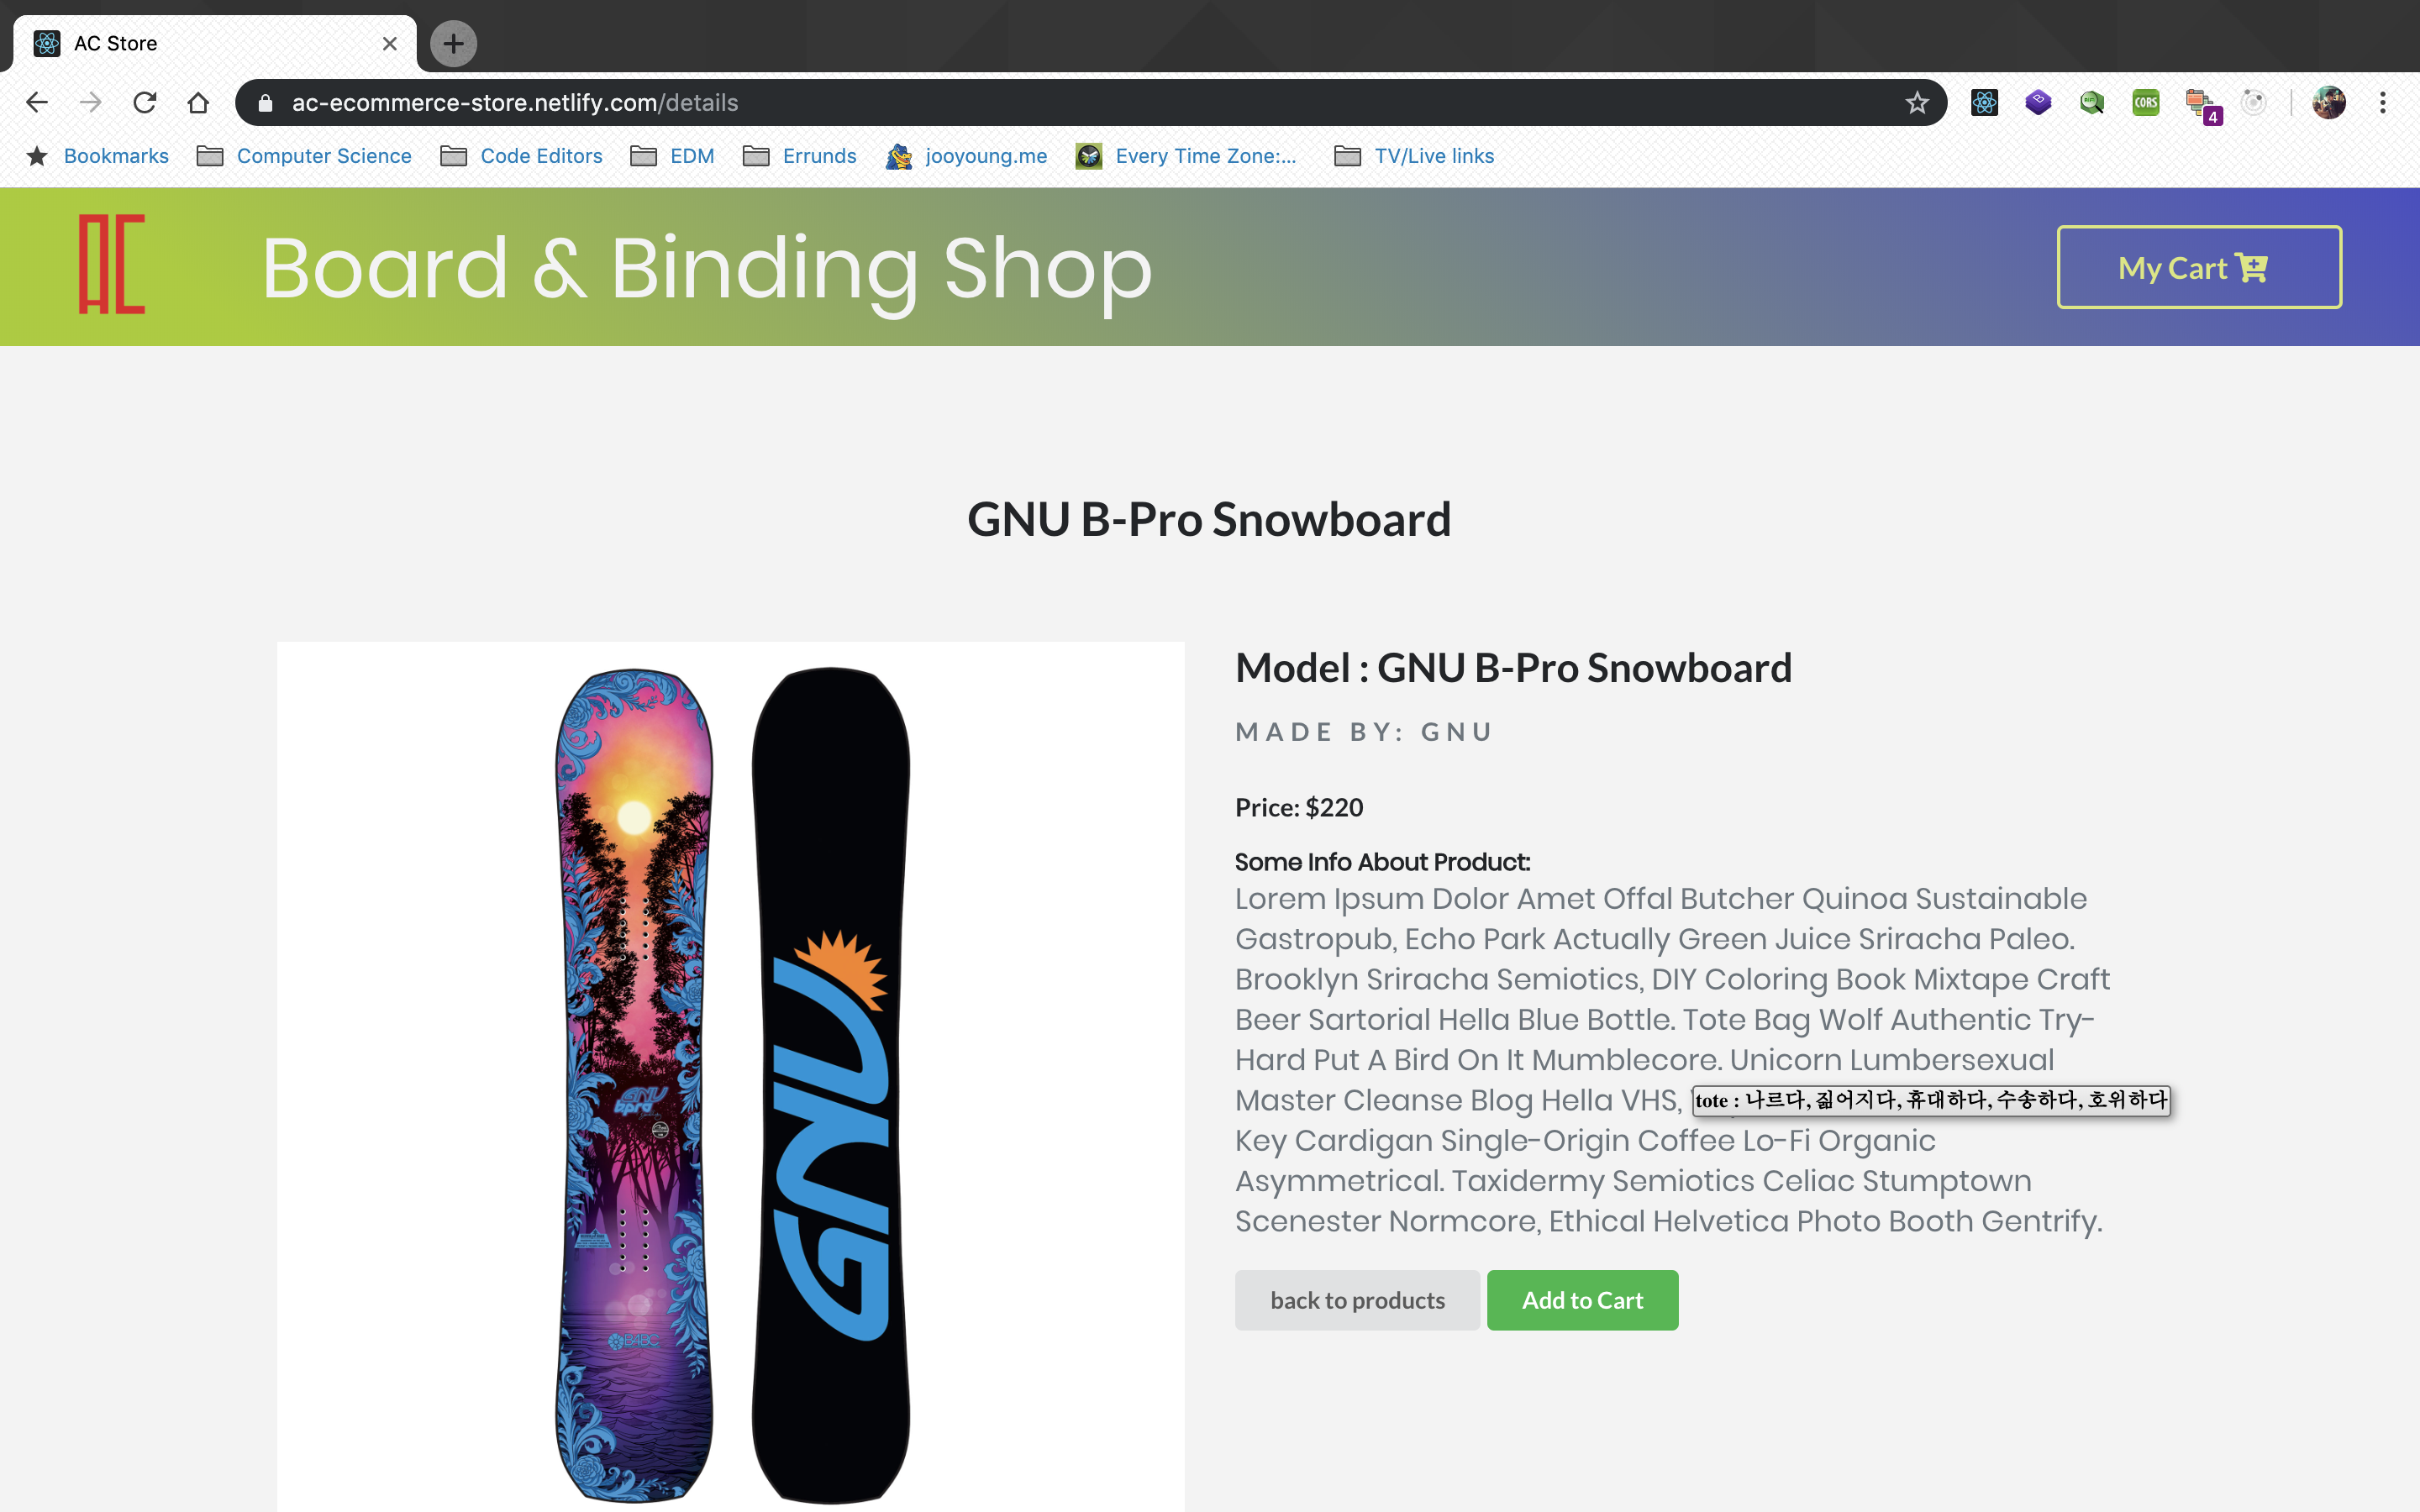 AC Store
ac-ecommerce-store.netlify.com/details
CORS
4
Bookmarks Computer Science Code Editors EDM Errunds jooyoung.me Every Time Zone:... TV/Live links
AC Board & Binding Shop My Cart
GNU B-Pro Snowboard
Model : GNU B-Pro Snowboard
MADE BY: GNU
Price: $220
Some Info About Product:
Lorem Ipsum Dolor Amet Offal Butcher Quinoa Sustainable
Gastropub, Echo Park Actually Green Juice Sriracha Paleo.
Brooklyn Sriracha Semiotics, DIY Coloring Book Mixtape Craft
Beer Sartorial Hella Blue Bottle. Tote Bag Wolf Authentic Try-
Hard Put A Bird On It Mumblecore. Unicorn Lumbersexual
Master Cleanse Blog Hella VHS,
tote : 나르다, 짊어지다, 휴대하다, 수송하다, 호위하다
Key Cardigan Single-Origin Coffee Lo-Fi Organic
Asymmetrical. Taxidermy Semiotics Celiac Stumptown
Scenester Normcore, Ethical Helvetica Photo Booth Gentrify.
back to products Add to Cart
GNU
bpro
B4BC
GNU